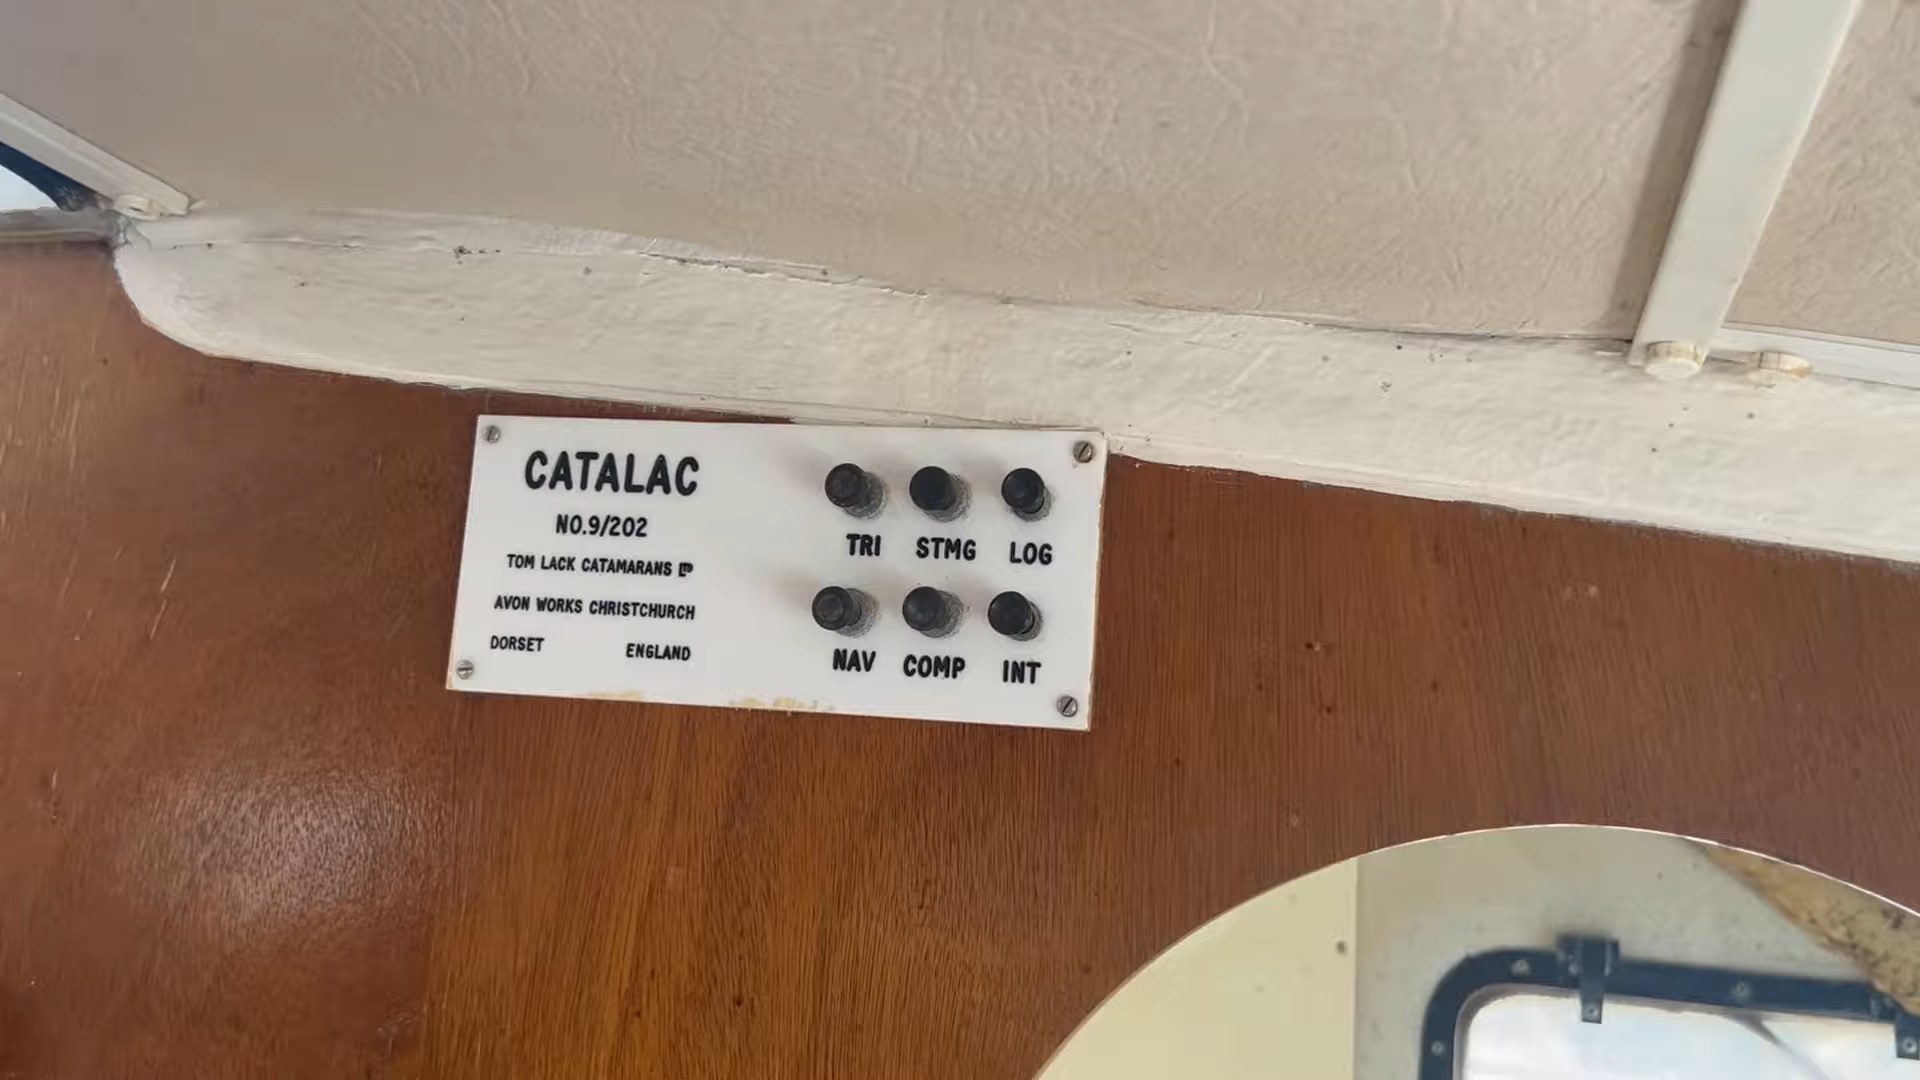 CATALAC
NO.9/202
TOM LACK CATAMARANS LTD
AVON WORKS CHRISTCHURCH
DORSET ENGLAND
TRI STMG LOG
NAV COMP INT